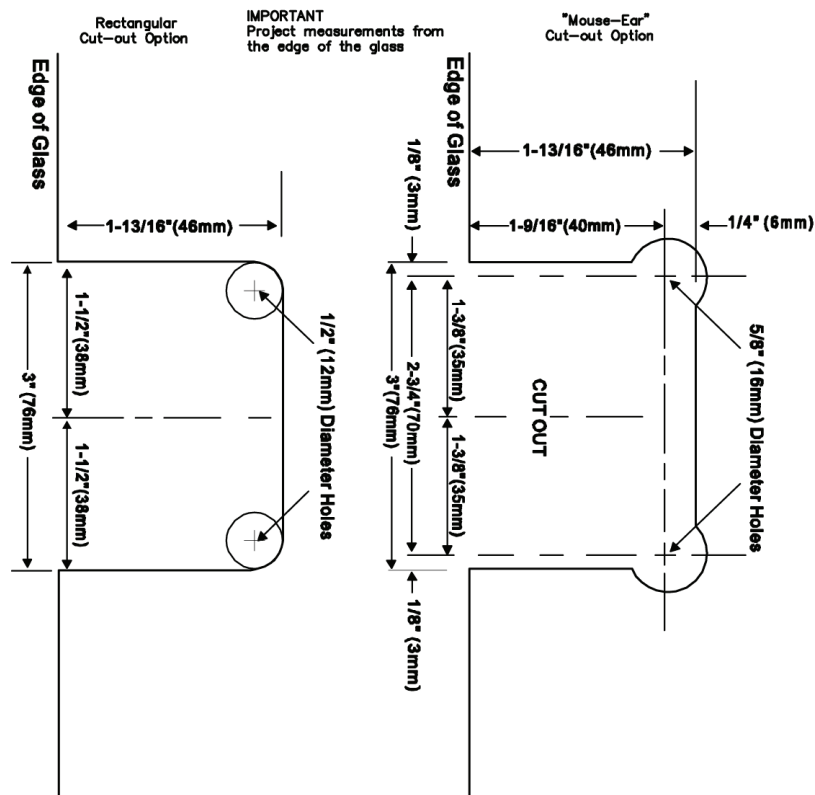 Rectangular
Cut-out Option
IMPORTANT
Project measurements from
the edge of the glass
"Mouse-Ear"
Cut-out Option
Edge of Glass
1-13/16"(46mm)
1-1/2"(38mm)
3" (76mm)
1-1/2"(38mm)
1/2" (12mm) Diameter Holes
Edge of Glass
1/8" (3mm)
1-13/16"(46mm)
1-9/16"(40mm)
1/4" (6mm)
1-3/8"(35mm)
2-3/4"(70mm)
3"(76mm)
1-3/8"(35mm)
CUT OUT
5/8" (16mm) Diameter Holes
1/8" (3mm)